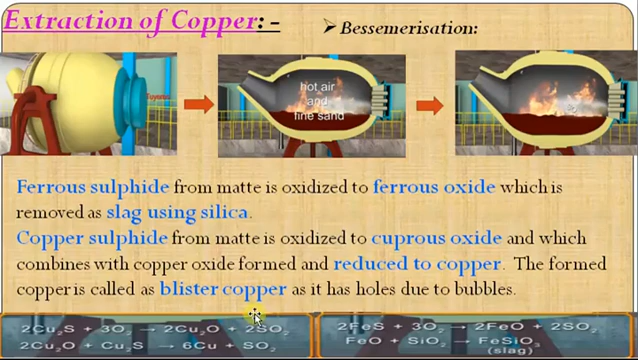 Extraction of Copper: -
➢ Bessemerisation:
Tuyeres
hot air
and
fine sand
Ferrous sulphide from matte is oxidized to ferrous oxide which is
removed as slag using silica.
Copper sulphide from matte is oxidized to cuprous oxide and which
combines with copper oxide formed and reduced to copper. The formed
copper is called as blister copper as it has holes due to bubbles.
2Cu₂S + 3O₂ → 2Cu₂O + 2SO₂
2Cu₂O + Cu₂S → 6Cu + SO₂
2FeS + 3O₂ → 2FeO + 2SO₂
FeO + SiO₂ → FeSiO₃
(slag)